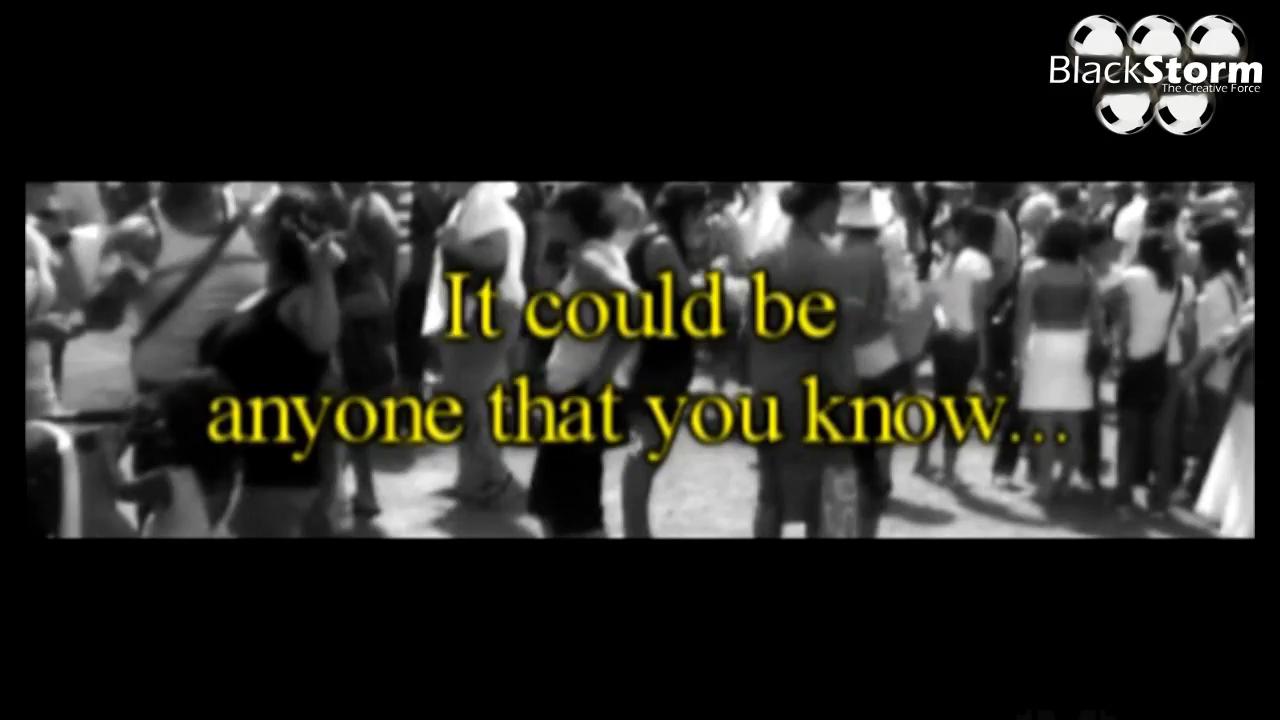 BlackStorm
The Creative Force
It could be
anyone that you know...